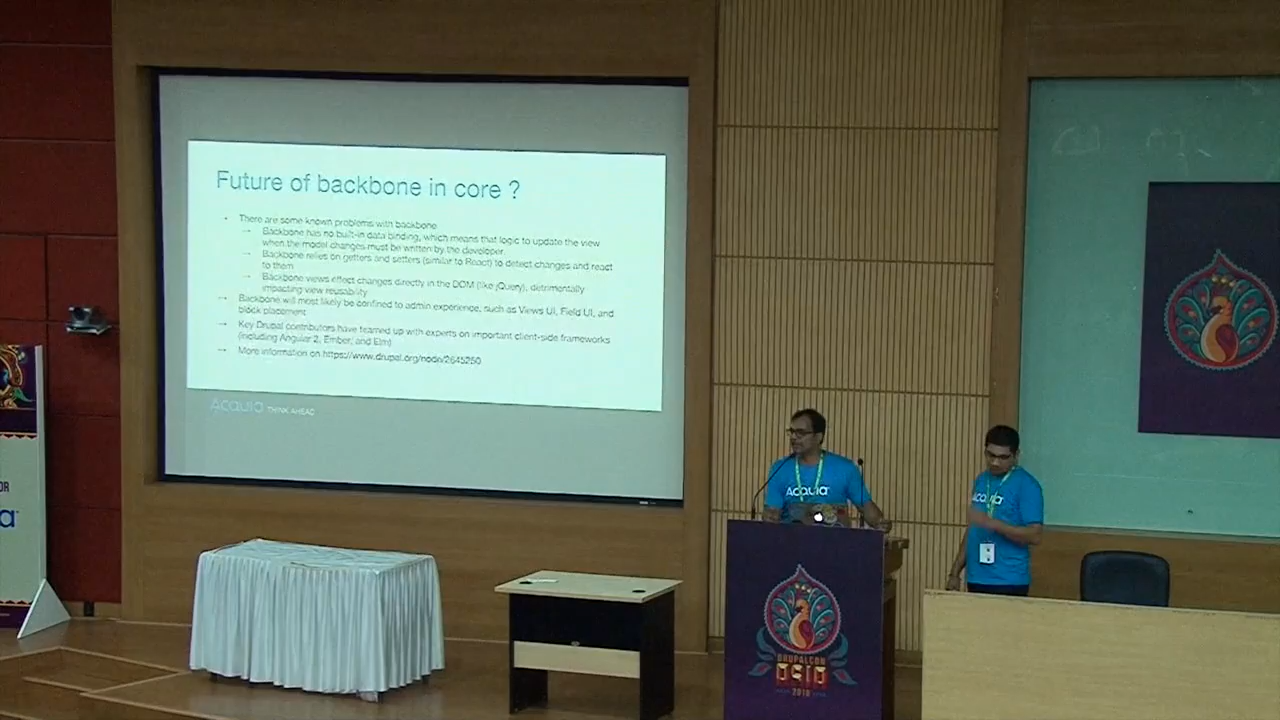 Future of backbone in core ?
There are some known problems with backbone
Backbone has no built-in data binding, which means that logic to update the view
when the model changes must be written by the developer
Backbone relies on getters and setters (similar to React) to detect changes and react
to them
Backbone views effect changes directly in the DOM (like jQuery), detrimentally
impacting view reusability
Backbone will most likely be confined to admin experience, such as Views UI, Field UI, and
block placement
Key Drupal contributors have teamed up with experts on important client-side frameworks
(including Angular 2, Ember, and Elm)
More information on https://www.drupal.org/node/2645250
Acquia THINK AHEAD
Acquia
Acquia
DRUPALCON
ASIA
2016
OR
a